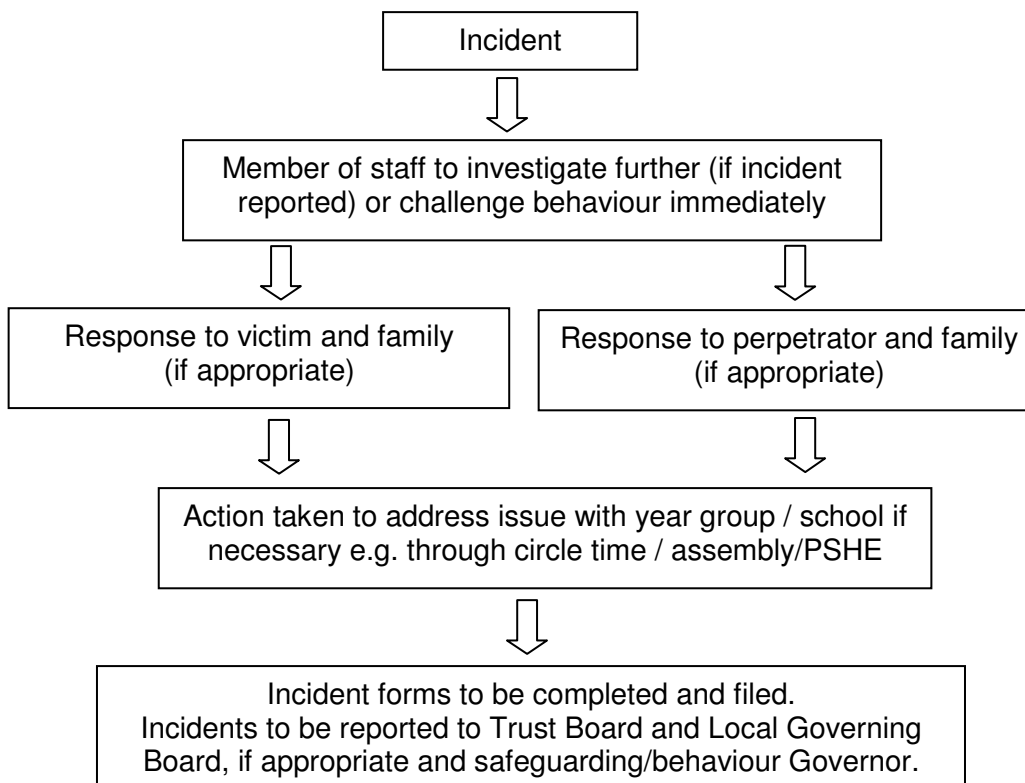 Incident
Member of staff to investigate further (if incident
reported) or challenge behaviour immediately
Response to victim and family
(if appropriate)
Response to perpetrator and family
(if appropriate)
Action taken to address issue with year group / school if
necessary e.g. through circle time / assembly/PSHE
Incident forms to be completed and filed.
Incidents to be reported to Trust Board and Local Governing
Board, if appropriate and safeguarding/behaviour Governor.